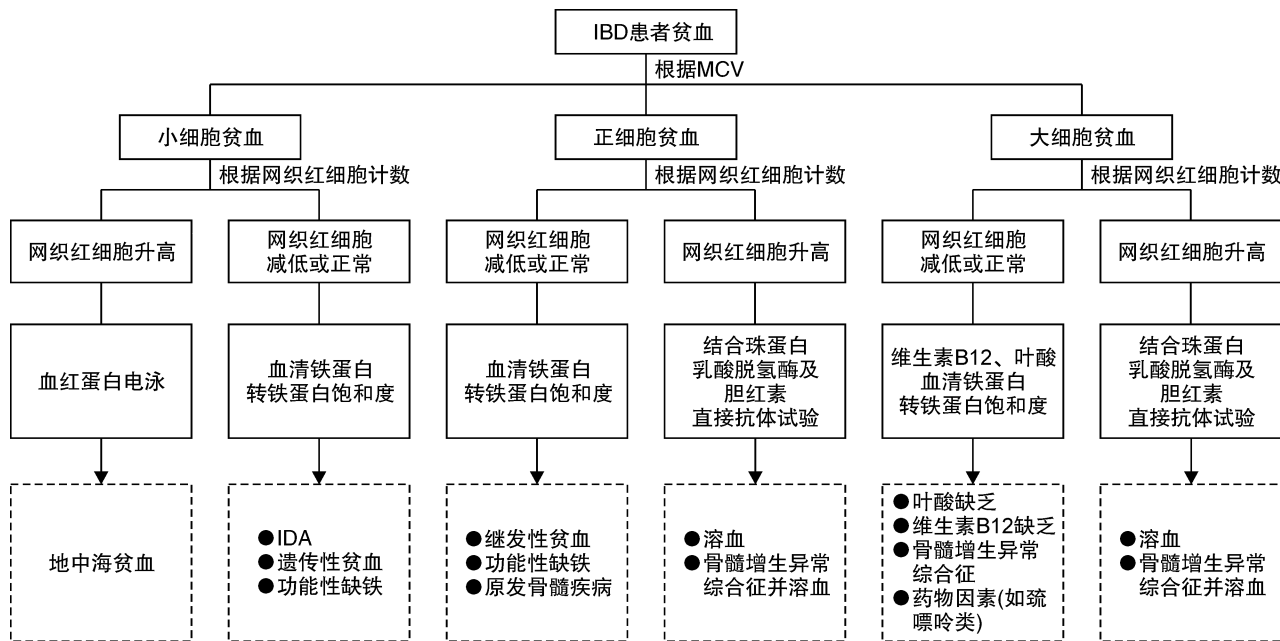 IBD患者贫血
根据MCV
小细胞贫血
正细胞贫血
大细胞贫血
根据网织红细胞计数
根据网织红细胞计数
根据网织红细胞计数
网织红细胞升高
网织红细胞
减低或正常
网织红细胞
减低或正常
网织红细胞升高
网织红细胞
减低或正常
网织红细胞升高
血红蛋白电泳
血清铁蛋白
转铁蛋白饱和度
血清铁蛋白
转铁蛋白饱和度
结合珠蛋白
乳酸脱氢酶及
胆红素
直接抗体试验
维生素B12、叶酸
血清铁蛋白
转铁蛋白饱和度
结合珠蛋白
乳酸脱氢酶及
胆红素
直接抗体试验
地中海贫血
●IDA
●遗传性贫血
●功能性缺铁
●继发性贫血
●功能性缺铁
●原发骨髓疾病
●溶血
●骨髓增生异常
综合征并溶血
●叶酸缺乏
●维生素B12缺乏
●骨髓增生异常
综合征
●药物因素(如巯
嘌呤类)
●溶血
●骨髓增生异常
综合征并溶血